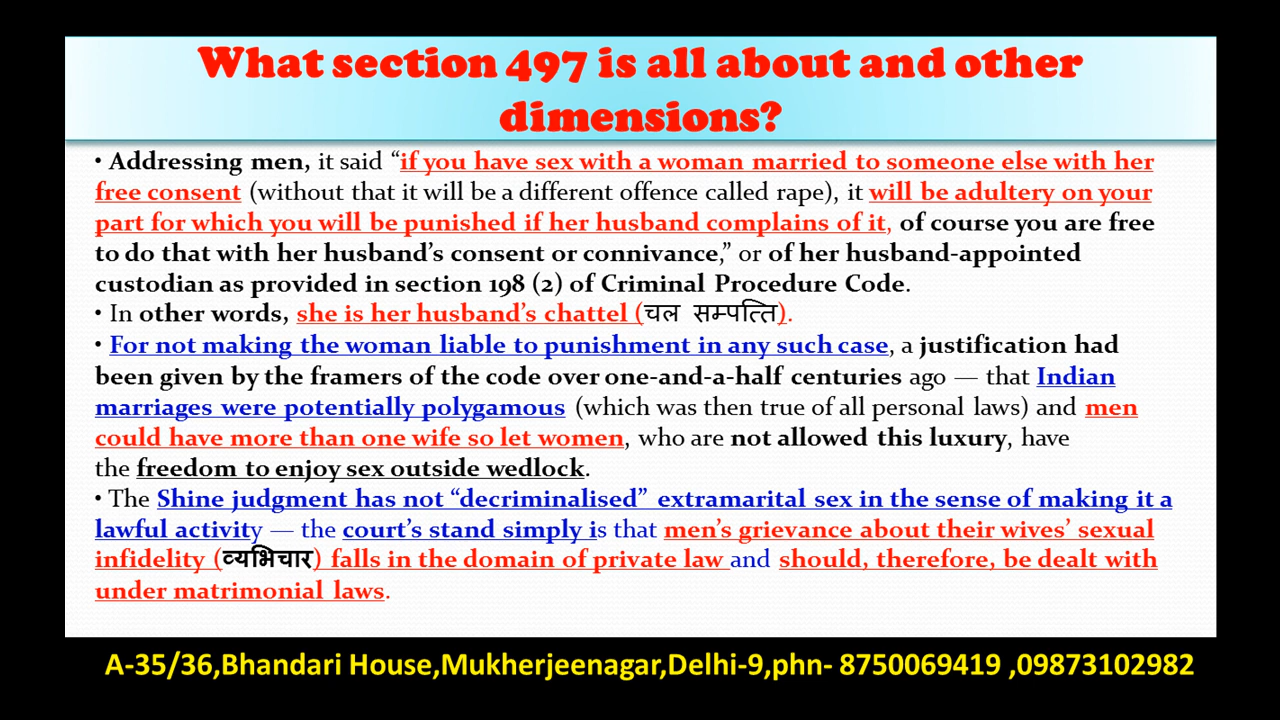 What section 497 is all about and other
dimensions?
• Addressing men, it said “if you have sex with a woman married to someone else with her
free consent (without that it will be a different offence called rape), it will be adultery on your
part for which you will be punished if her husband complains of it, of course you are free
to do that with her husband’s consent or connivance,” or of her husband-appointed
custodian as provided in section 198 (2) of Criminal Procedure Code.
• In other words, she is her husband’s chattel (चल सम्पत्ति).
• For not making the woman liable to punishment in any such case, a justification had
been given by the framers of the code over one-and-a-half centuries ago — that Indian
marriages were potentially polygamous (which was then true of all personal laws) and men
could have more than one wife so let women, who are not allowed this luxury, have
the freedom to enjoy sex outside wedlock.
• The Shine judgment has not “decriminalised” extramarital sex in the sense of making it a
lawful activity — the court’s stand simply is that men’s grievance about their wives’ sexual
infidelity (व्यभिचार) falls in the domain of private law and should, therefore, be dealt with
under matrimonial laws.
A-35/36,Bhandari House,Mukherjeenagar,Delhi-9,phn- 8750069419 ,09873102982